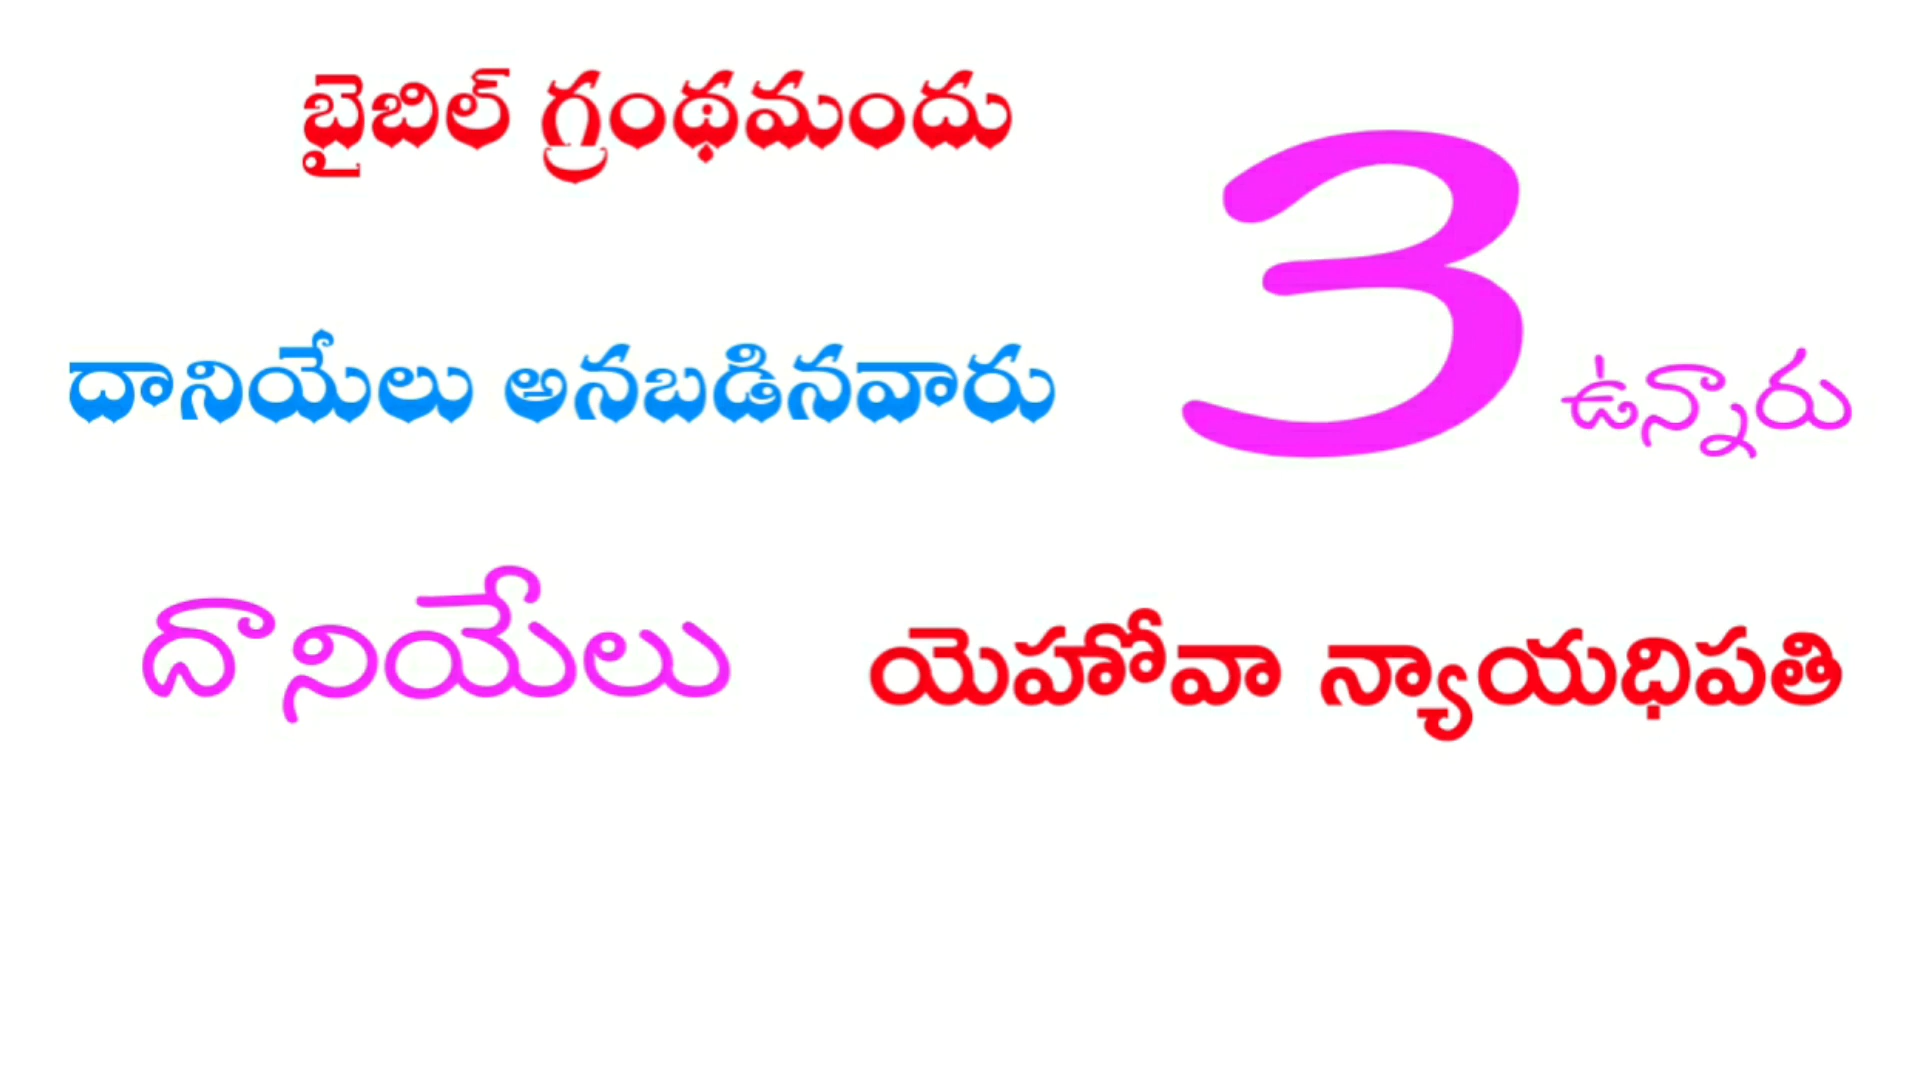 బైబిల్ గ్రంథమందు
దానియేలు అనబడినవారు 3 ఉన్నారు
దానియేలు యెహోవా న్యాయధిపతి